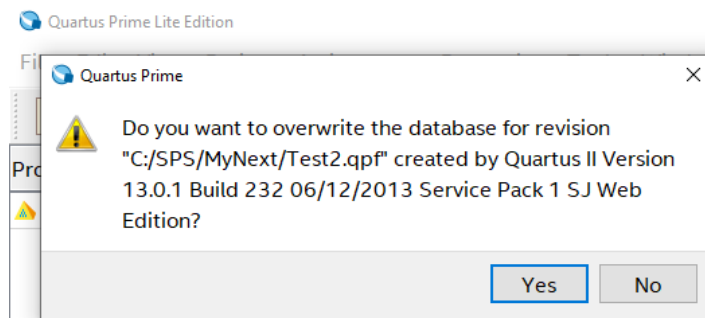 Quartus Prime Lite Edition
Quartus Prime
Do you want to overwrite the database for revision
"C:/SPS/MyNext/Test2.qpf" created by Quartus II Version
13.0.1 Build 232 06/12/2013 Service Pack 1 SJ Web
Edition?
Yes No